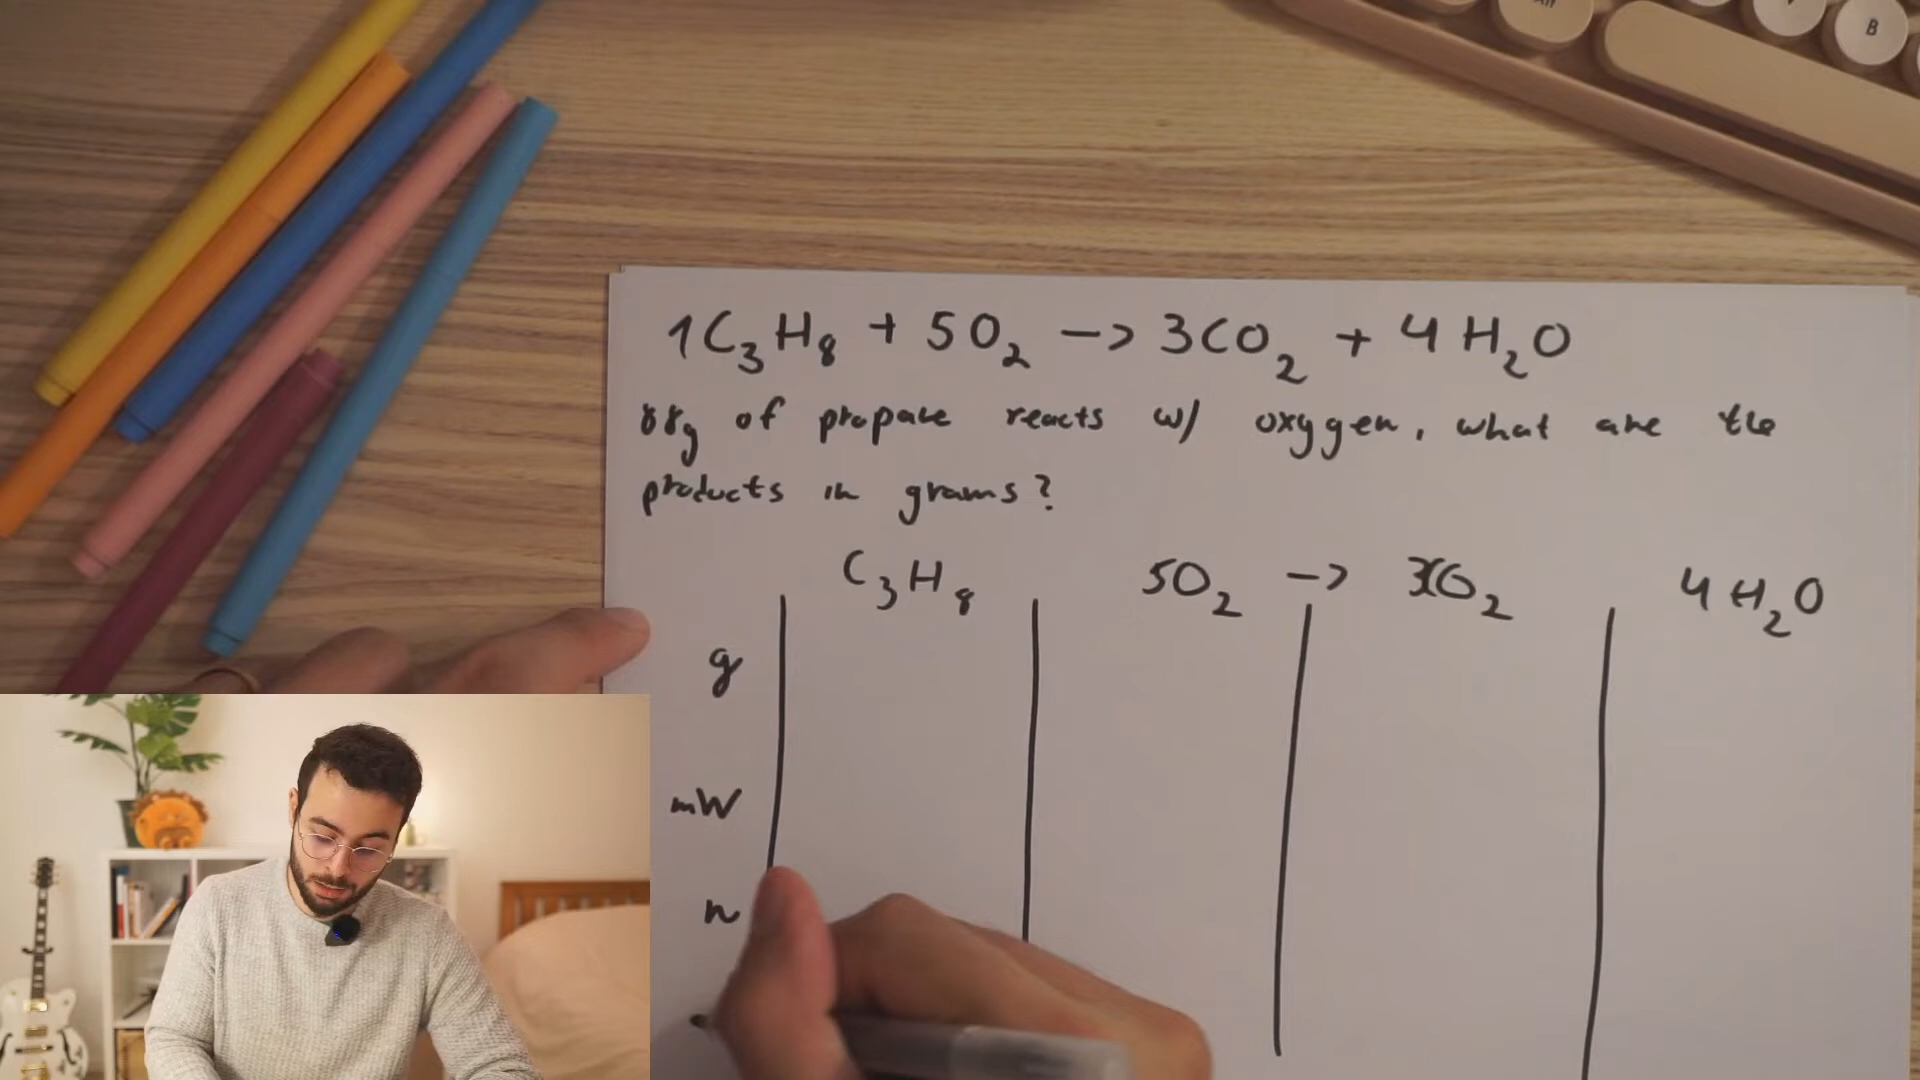 B
1C₃H₈ + 5O₂ -> 3CO₂ + 4H₂O
88g of propane reacts w/ oxygen, what are the
products in grams?
C₃H₈ 5O₂ -> 3CO₂ 4H₂O
g
mW
n